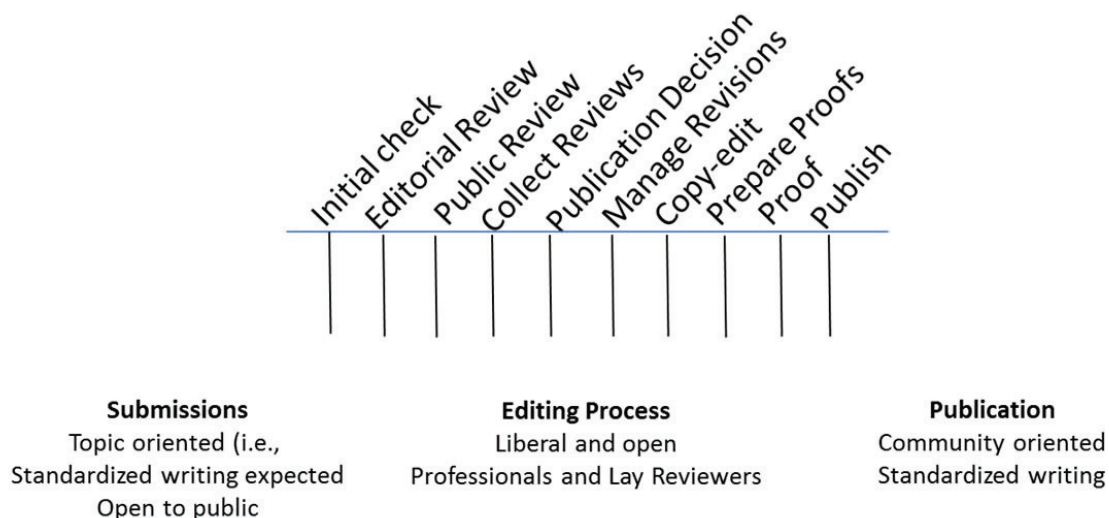 Initial check
Editorial Review
Public Review
Collect Reviews
Publication Decision
Manage Revisions
Copy-edit
Prepare Proofs
Proof
Publish
Submissions
Topic oriented (i.e.,
Standardized writing expected
Open to public
Editing Process
Liberal and open
Professionals and Lay Reviewers
Publication
Community oriented
Standardized writing